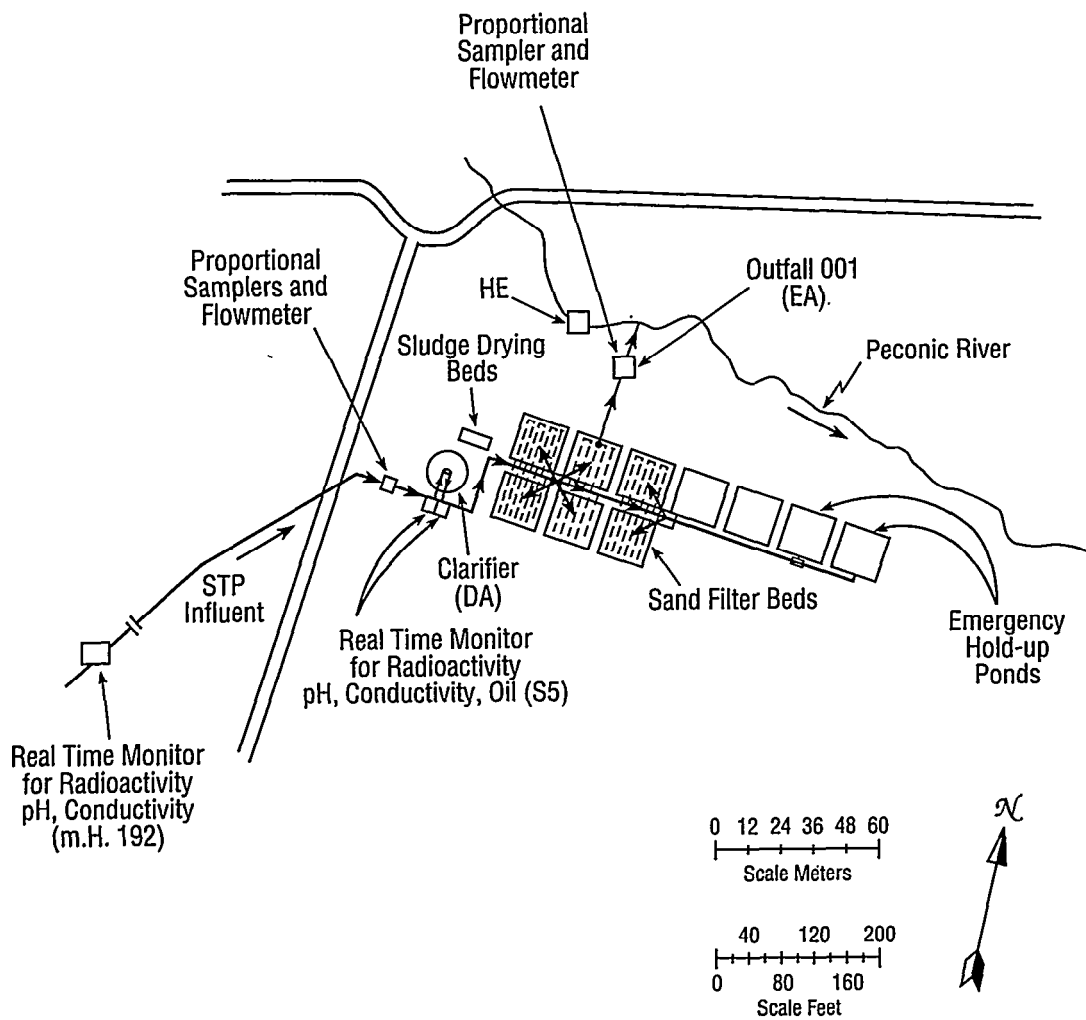 Proportional
Sampler and
Flowmeter
Proportional
Samplers and
Flowmeter
HE
Outfall 001
(EA).
Sludge Drying
Beds
Peconic River
STP
Influent
Clarifier
(DA)
Sand Filter Beds
Emergency
Hold-up
Ponds
Real Time Monitor
for Radioactivity
pH, Conductivity, Oil (S5)
Real Time Monitor
for Radioactivity
pH, Conductivity
(m.H. 192)
N
0 12 24 36 48 60
Scale Meters
40 120 200
0 80 160
Scale Feet